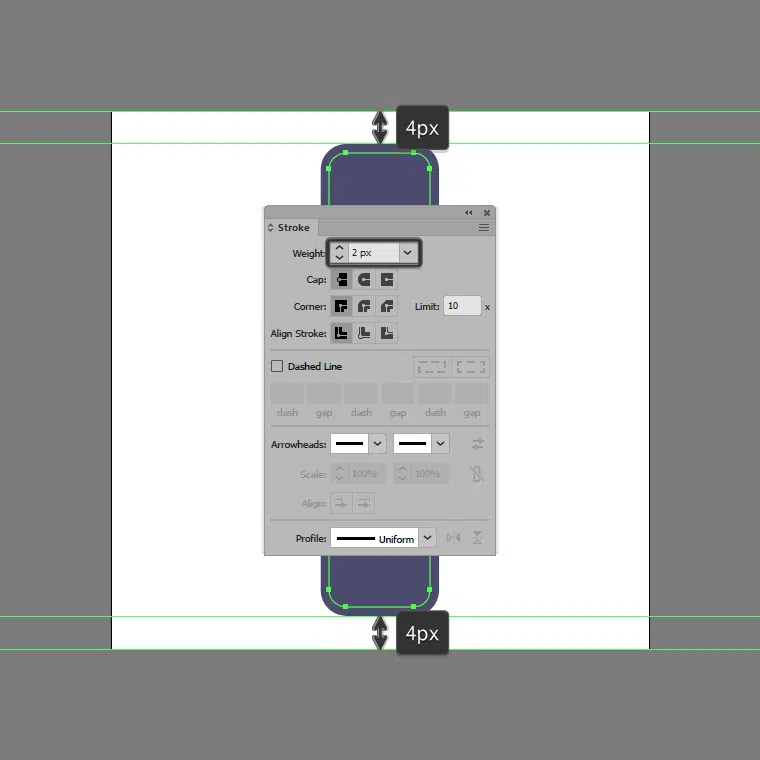 4px
Stroke
Weight: 2 px
Cap:
Corner: Limit: 10 x
Align Stroke:
Dashed Line
dash gap dash gap dash gap
Arrowheads:
Scale: 100% 100%
Align:
Profile: Uniform
4px